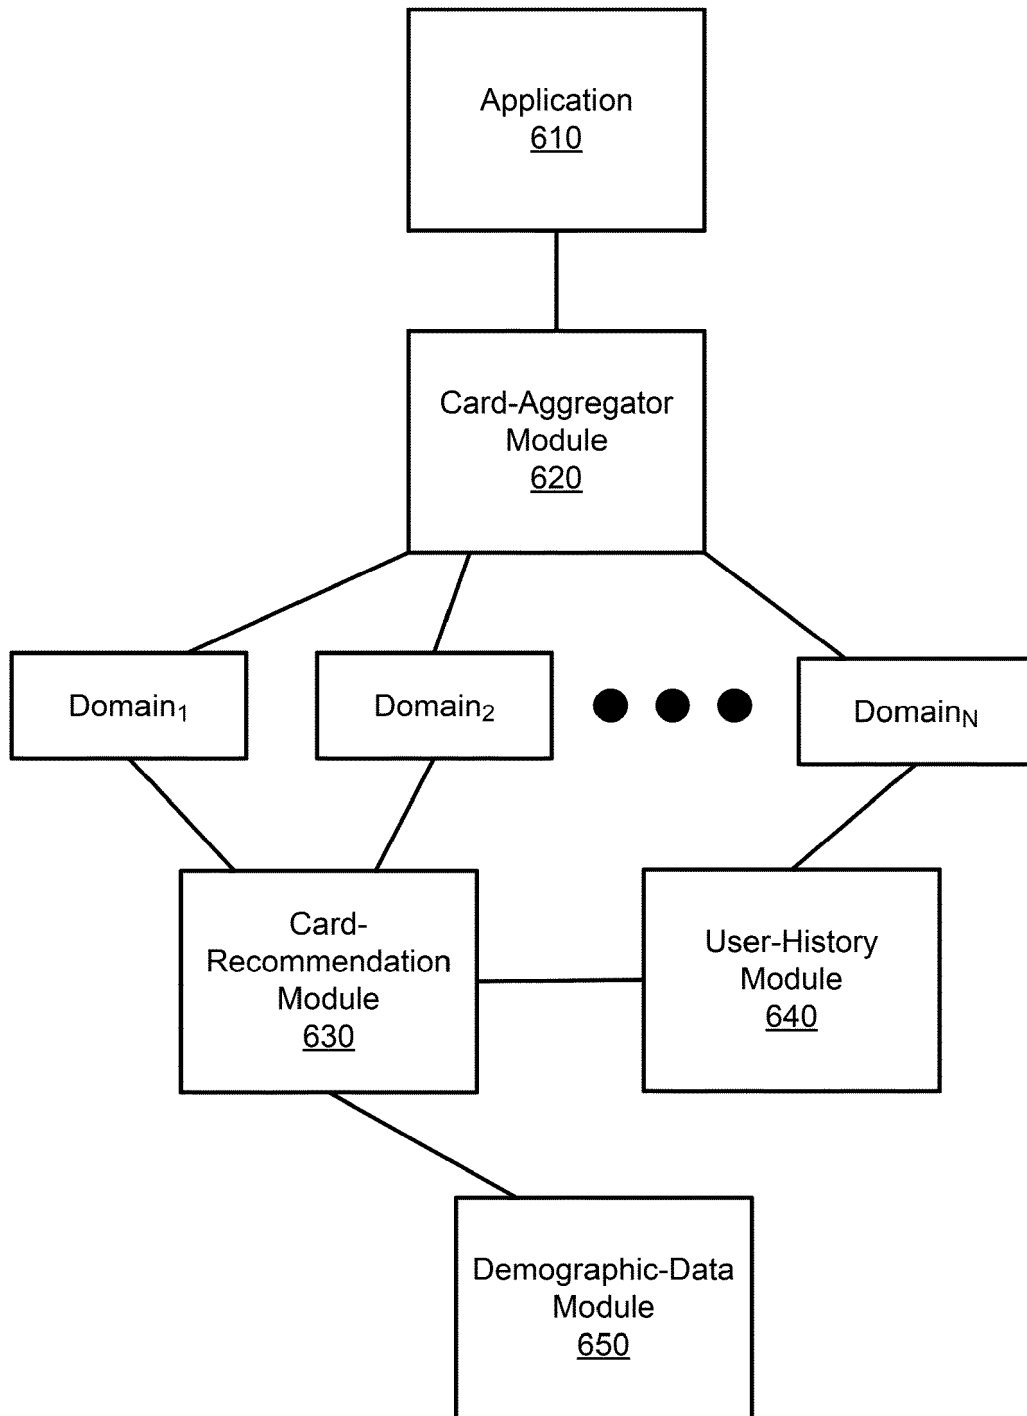 Application
610
Card-Aggregator
Module
620
Domain₁
Domain₂
Domain_N
Card-
Recommendation
Module
630
User-History
Module
640
Demographic-Data
Module
650